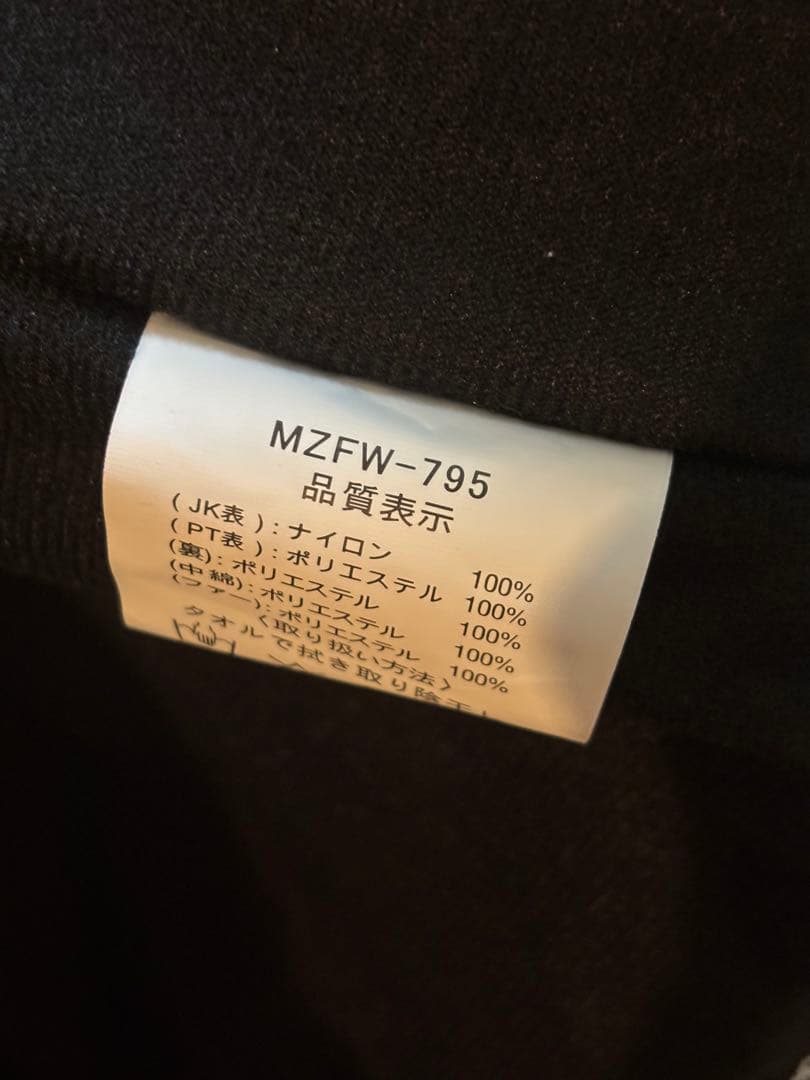 MZFW-795
品質表示
(JK表):ナイロン 100%
(PT表):ポリエステル 100%
(裏):ポリエステル 100%
(中綿):ポリエステル 100%
(ファー):ポリエステル 100%
〈取り扱い方法〉
タオルで拭き取り陰干し